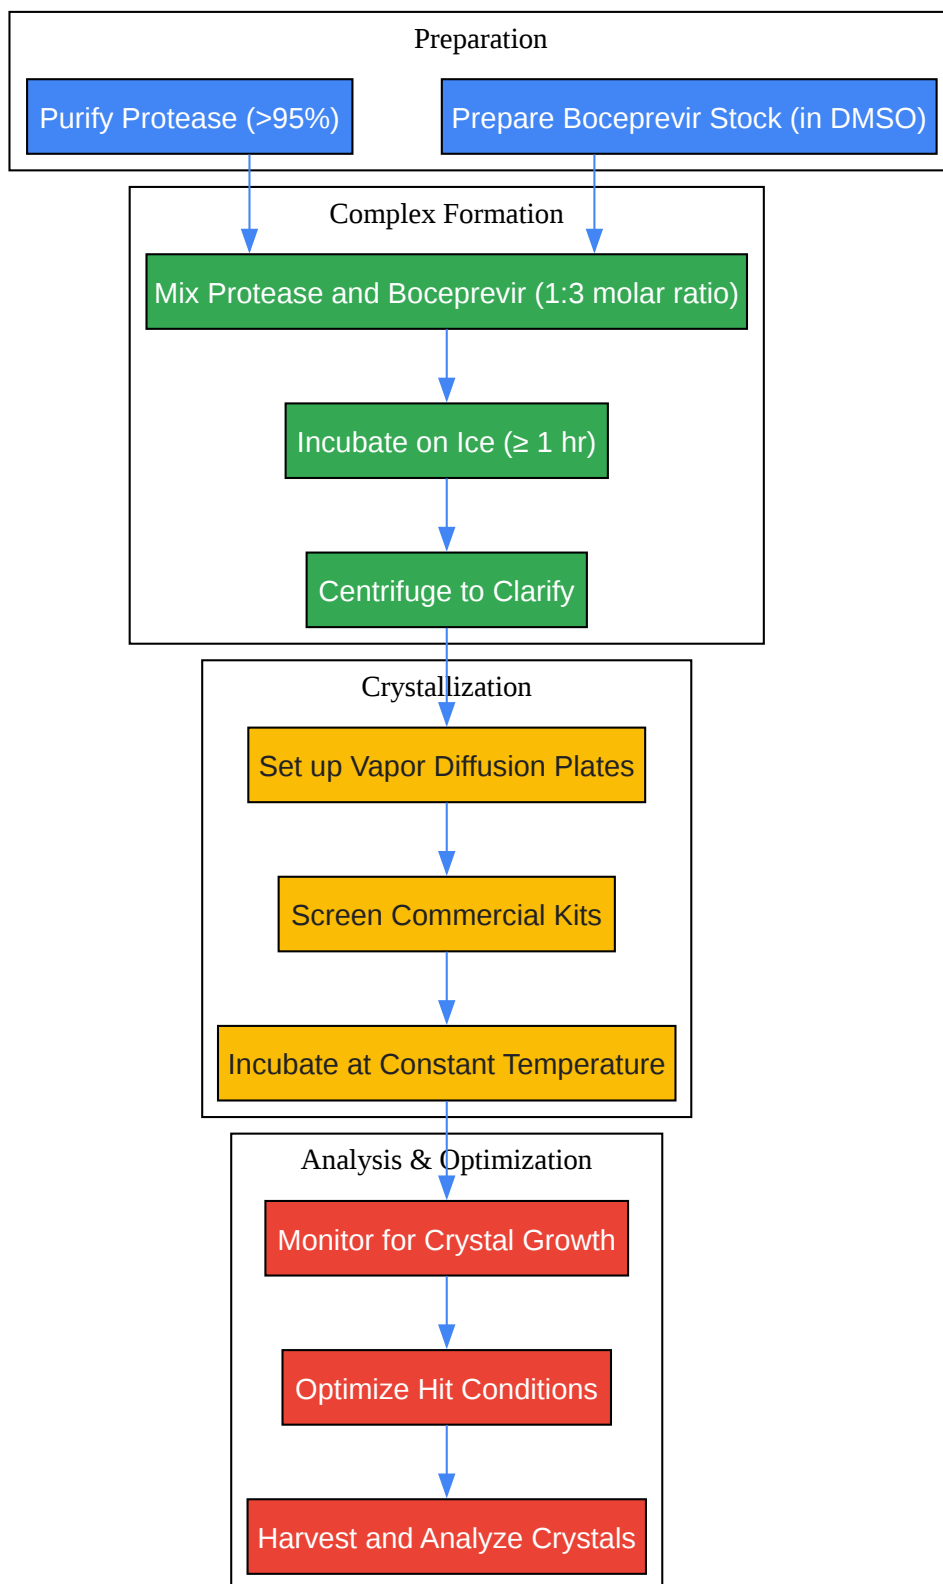 Preparation
Purify Protease (>95%)
Prepare Boceprevir Stock (in DMSO)
Complex Formation
Mix Protease and Boceprevir (1:3 molar ratio)
Incubate on Ice (≥ 1 hr)
Centrifuge to Clarify
Crystallization
Set up Vapor Diffusion Plates
Screen Commercial Kits
Incubate at Constant Temperature
Analysis & Optimization
Monitor for Crystal Growth
Optimize Hit Conditions
Harvest and Analyze Crystals